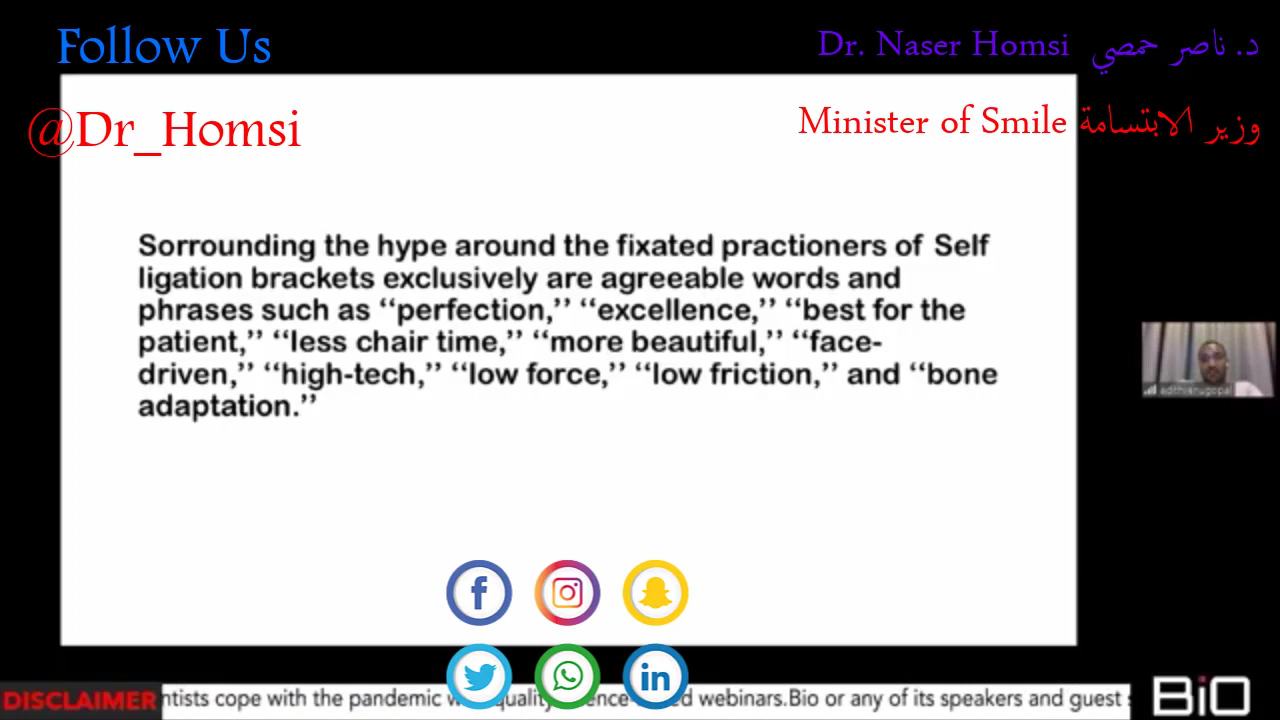 Follow Us
Dr. Naser Homsi د. ناصر حمصي
@Dr_Homsi
Minister of Smile وزير الابتسامة
Sorrounding the hype around the fixated practioners of Self
ligation brackets exclusively are agreeable words and
phrases such as ‘‘perfection,’’ ‘‘excellence,’’ ‘‘best for the
patient,’’ ‘‘less chair time,’’ ‘‘more beautiful,’’ ‘‘face-
driven,’’ ‘‘high-tech,’’ ‘‘low force,’’ ‘‘low friction,’’ and ‘‘bone
adaptation.’’
adithianugopal
DISCLAIMER ntists cope with the pandemic w quality ence- d webinars.Bio or any of its speakers and guest
BiO